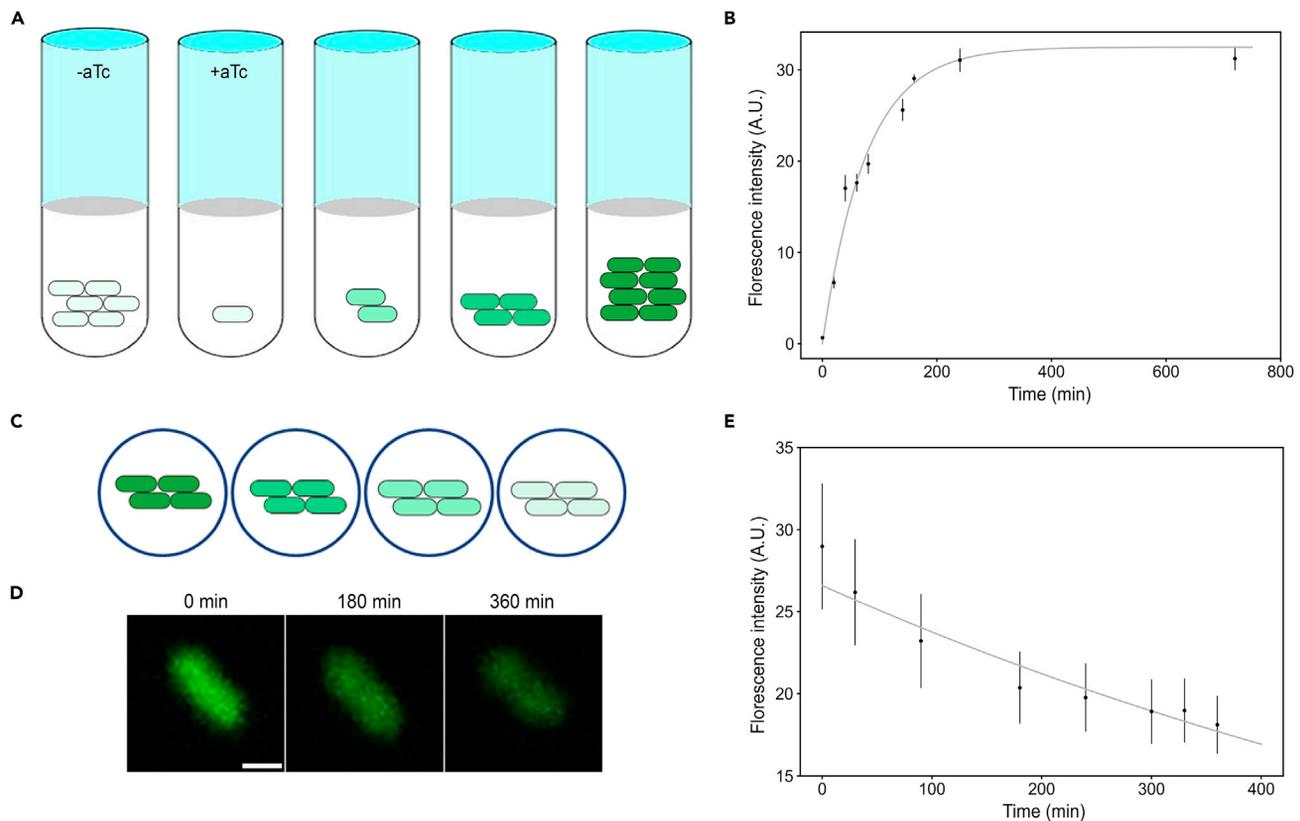 A
-aTc +aTc
B
Florescence intensity (A.U.)
30
20
10
0
0 200 400 600 800
Time (min)
C
D
0 min 180 min 360 min
E
Florescence intensity (A.U.)
35
30
25
20
15
0 100 200 300 400
Time (min)